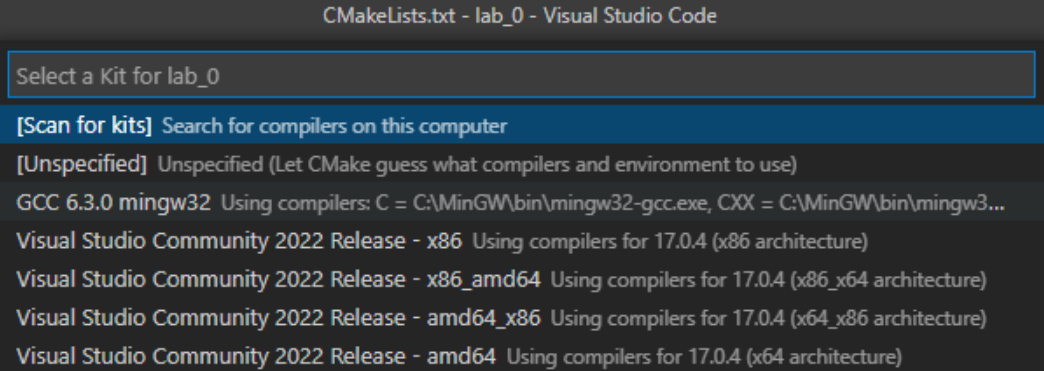 CMakeLists.txt - lab_0 - Visual Studio Code
Select a Kit for lab_0
[Scan for kits] Search for compilers on this computer
[Unspecified] Unspecified (Let CMake guess what compilers and environment to use)
GCC 6.3.0 mingw32 Using compilers: C = C:\MinGW\bin\mingw32-gcc.exe, CXX = C:\MinGW\bin\mingw3...
Visual Studio Community 2022 Release - x86 Using compilers for 17.0.4 (x86 architecture)
Visual Studio Community 2022 Release - x86_amd64 Using compilers for 17.0.4 (x86_x64 architecture)
Visual Studio Community 2022 Release - amd64_x86 Using compilers for 17.0.4 (x64_x86 architecture)
Visual Studio Community 2022 Release - amd64 Using compilers for 17.0.4 (x64 architecture)